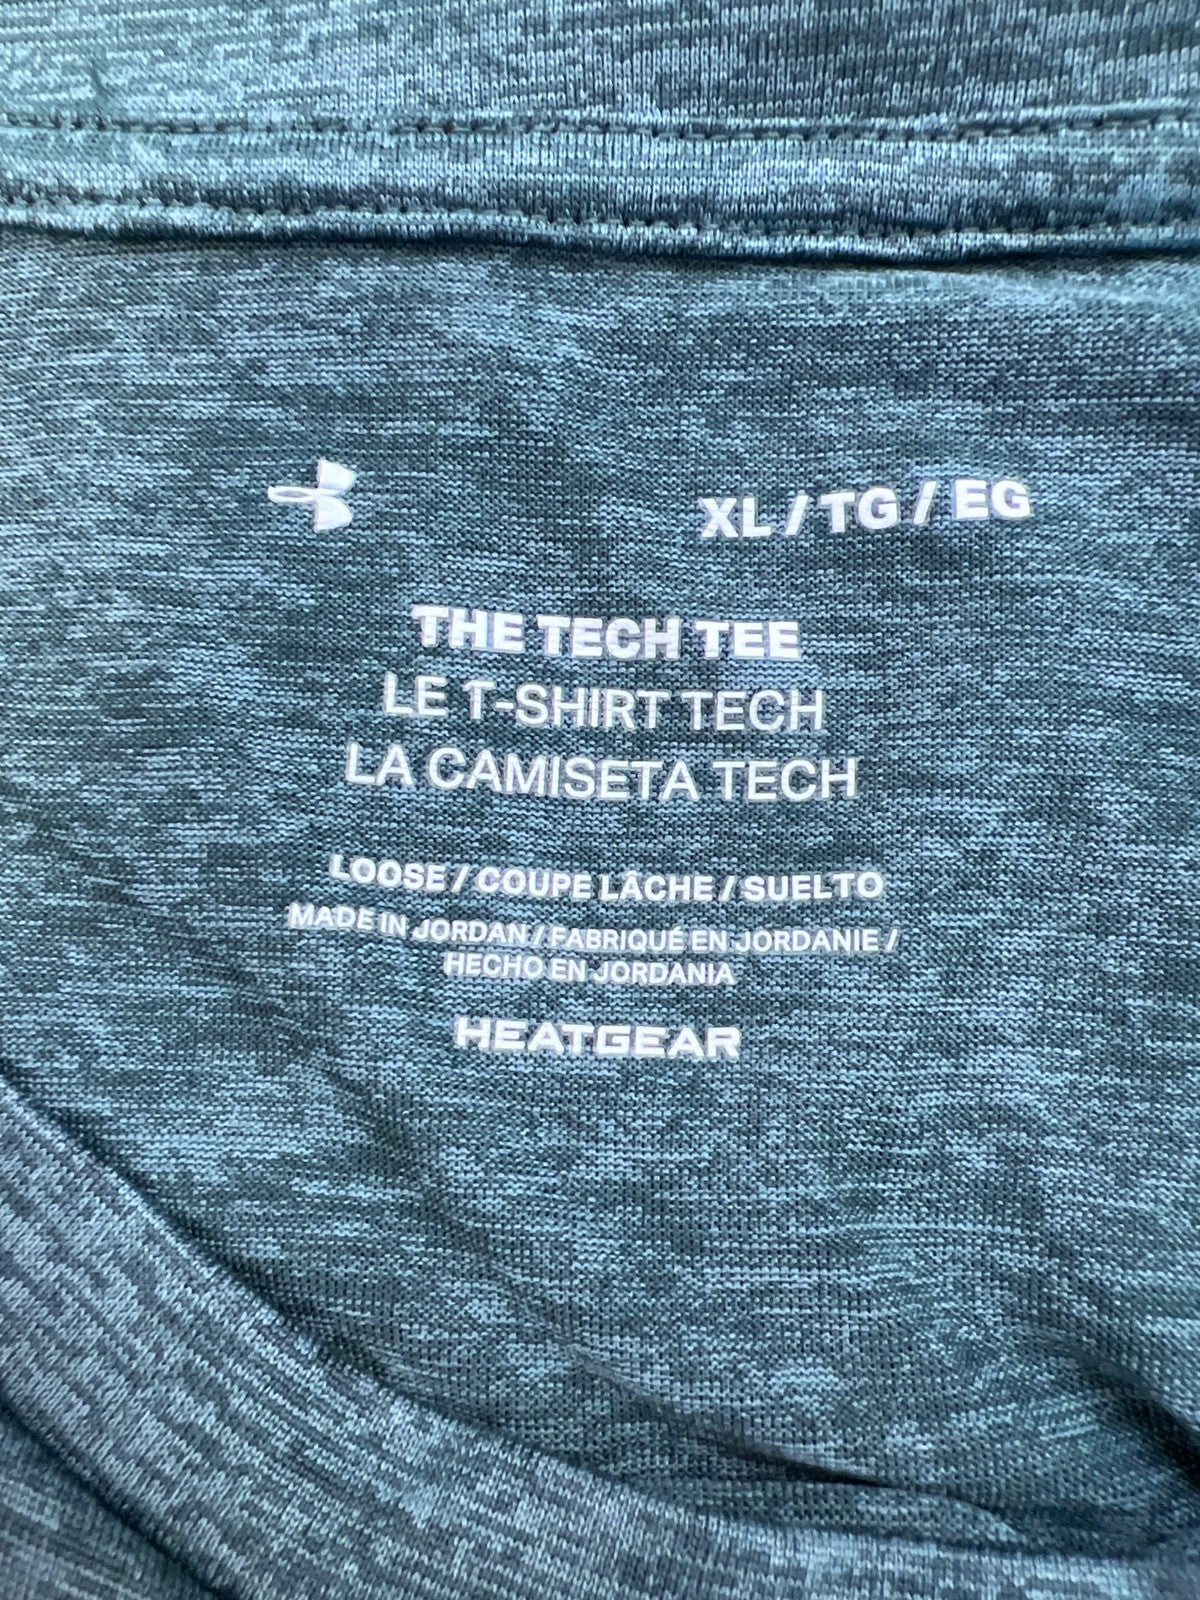 XL / TG / EG
THE TECH TEE
LE T-SHIRT TECH
LA CAMISETA TECH
LOOSE / COUPE LÂCHE / SUELTO
MADE IN JORDAN / FABRIQUÉ EN JORDANIE /
HECHO EN JORDANIA
HEATGEAR